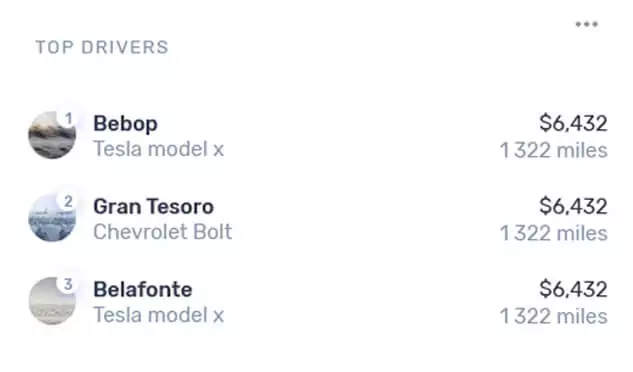 •••
TOP DRIVERS
1
Bebop $6,432
Tesla model x 1 322 miles
2
Gran Tesoro $6,432
Chevrolet Bolt 1 322 miles
3
Belafonte $6,432
Tesla model x 1 322 miles